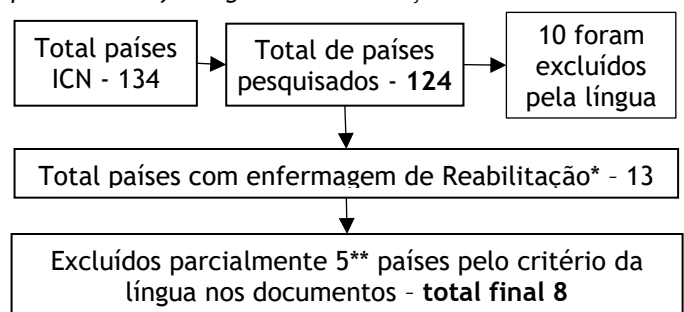 Total países
ICN - 134
Total de países
pesquisados - 124
10 foram
excluídos
pela língua
Total países com enfermagem de Reabilitação* - 13
Excluídos parcialmente 5** países pelo critério da
língua nos documentos - total final 8